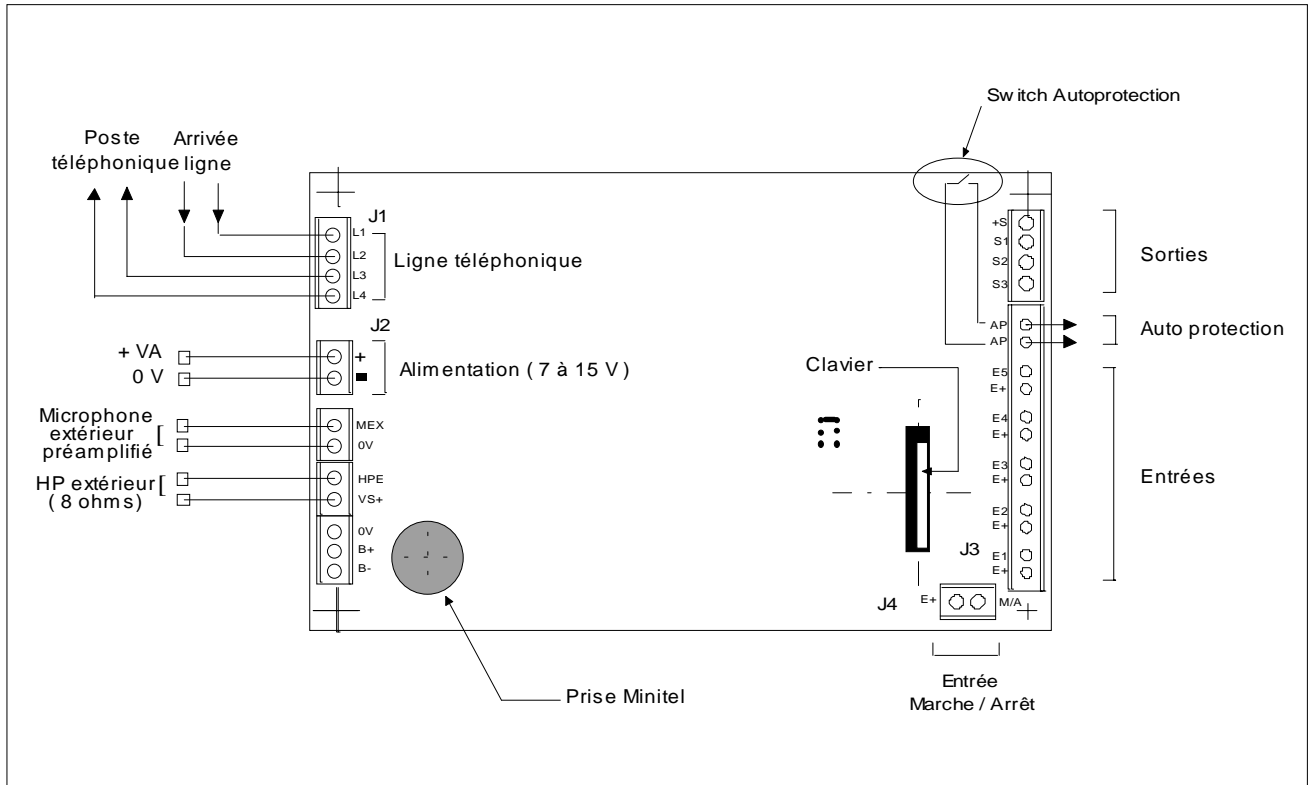 Switch Autoprotection
Poste
téléphonique
Arrivée
ligne
J1
L1
L2
L3
L4
Ligne téléphonique
J2
+ VA
0 V
+
Alimentation ( 7 à 15 V )
Microphone
extérieur
préamplifié
MEX
0V
HP extérieur
( 8 ohms )
HPE
VS+
0V
B+
B-
Prise Minitel
Clavier
+S
S1
S2
S3
Sorties
AP
AP
Auto protection
E5
E+
E4
E+
E3
E+
E2
E+
E1
E+
Entrées
J3
J4
E+
M/A
Entrée
Marche / Arrêt